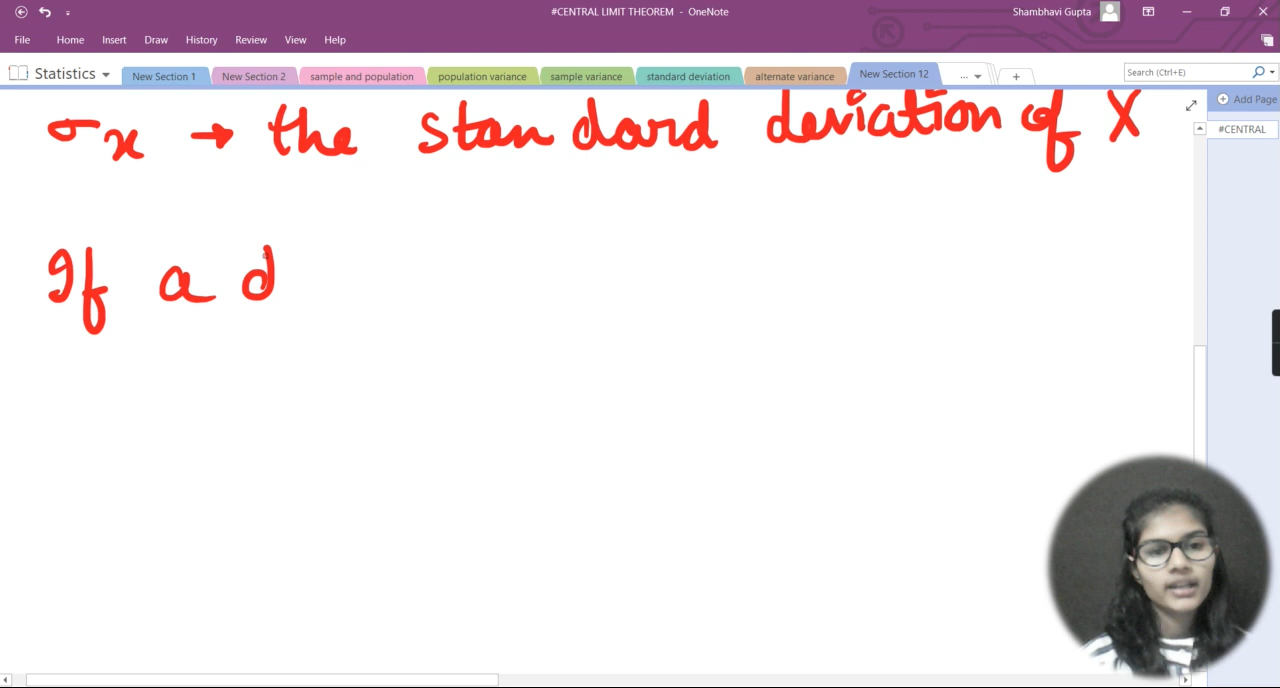 #CENTRAL LIMIT THEOREM - OneNote
Shambhavi Gupta
File Home Insert Draw History Review View Help
Statistics New Section 1 New Section 2 sample and population population variance sample variance standard deviation alternate variance New Section 12 ... + Search (Ctrl+E)
Add Page
#CENTRAL
σx → the standard deviation of X
If a d